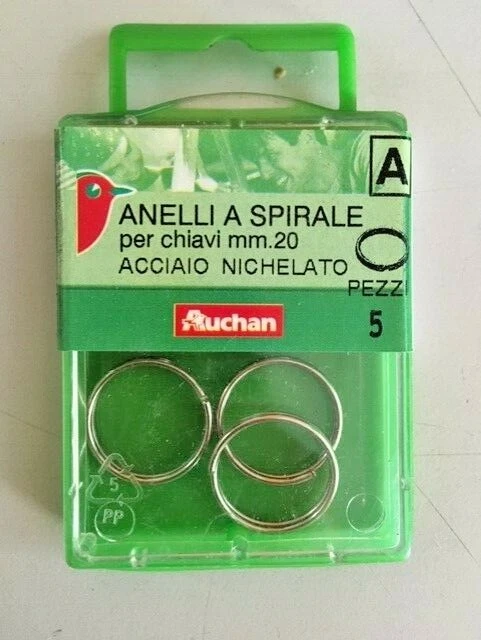 A
ANELLI A SPIRALE
per chiavi mm.20
ACCIAIO NICHELATO
PEZZI
5
Auchan
5
PP